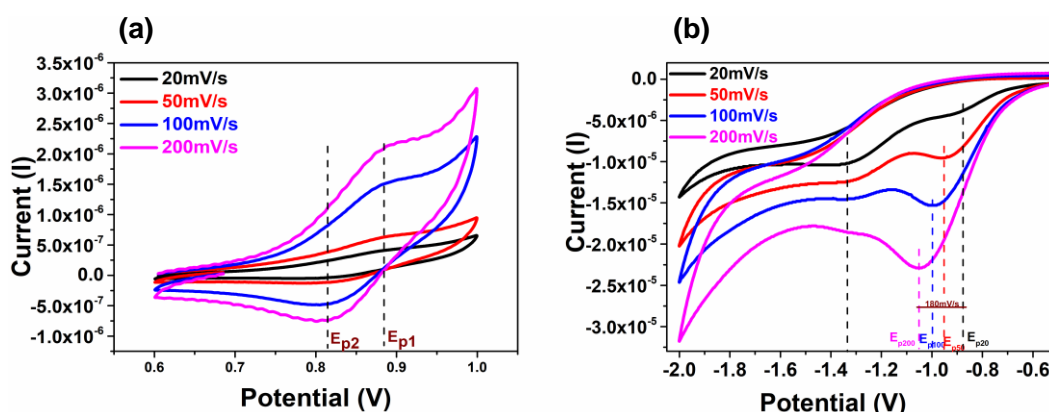 (a)
3.5x10⁻⁶
3.0x10⁻⁶
2.5x10⁻⁶
2.0x10⁻⁶
1.5x10⁻⁶
1.0x10⁻⁶
5.0x10⁻⁷
0.0
-5.0x10⁻⁷
-1.0x10⁻⁶
Current (I)
20mV/s
50mV/s
100mV/s
200mV/s
Ep2
Ep1
0.6 0.7 0.8 0.9 1.0
Potential (V)
(b)
0.0
-5.0x10⁻⁶
-1.0x10⁻⁵
-1.5x10⁻⁵
-2.0x10⁻⁵
-2.5x10⁻⁵
-3.0x10⁻⁵
Current (I)
20mV/s
50mV/s
100mV/s
200mV/s
180mV/s
Ep200 Ep100 Ep50 Ep20
-2.0 -1.8 -1.6 -1.4 -1.2 -1.0 -0.8 -0.6
Potential (V)